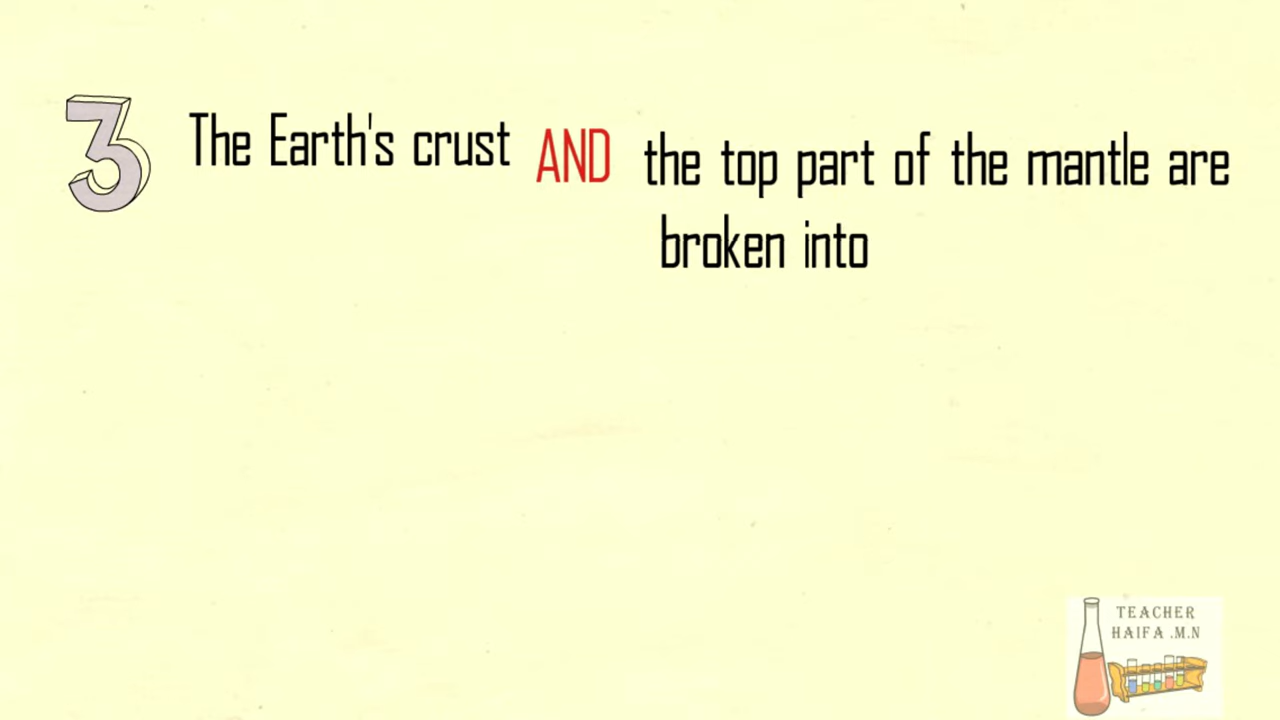 3 The Earth's crust AND the top part of the mantle are
broken into
TEACHER
HAIFA .M.N